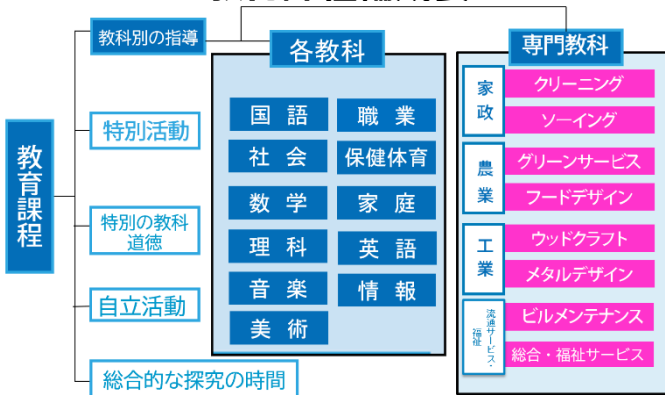 教育課程
教科別の指導
特別活動
特別の教科
道徳
自立活動
総合的な探究の時間
各教科
国語
職業
社会
保健体育
数学
家庭
理科
英語
音楽
情報
美術
専門教科
家政
クリーニング
ソーイング
農業
グリーンサービス
フードデザイン
工業
ウッドクラフト
メタルデザイン
流通サービス・
福祉
ビルメンテナンス
総合・福祉サービス